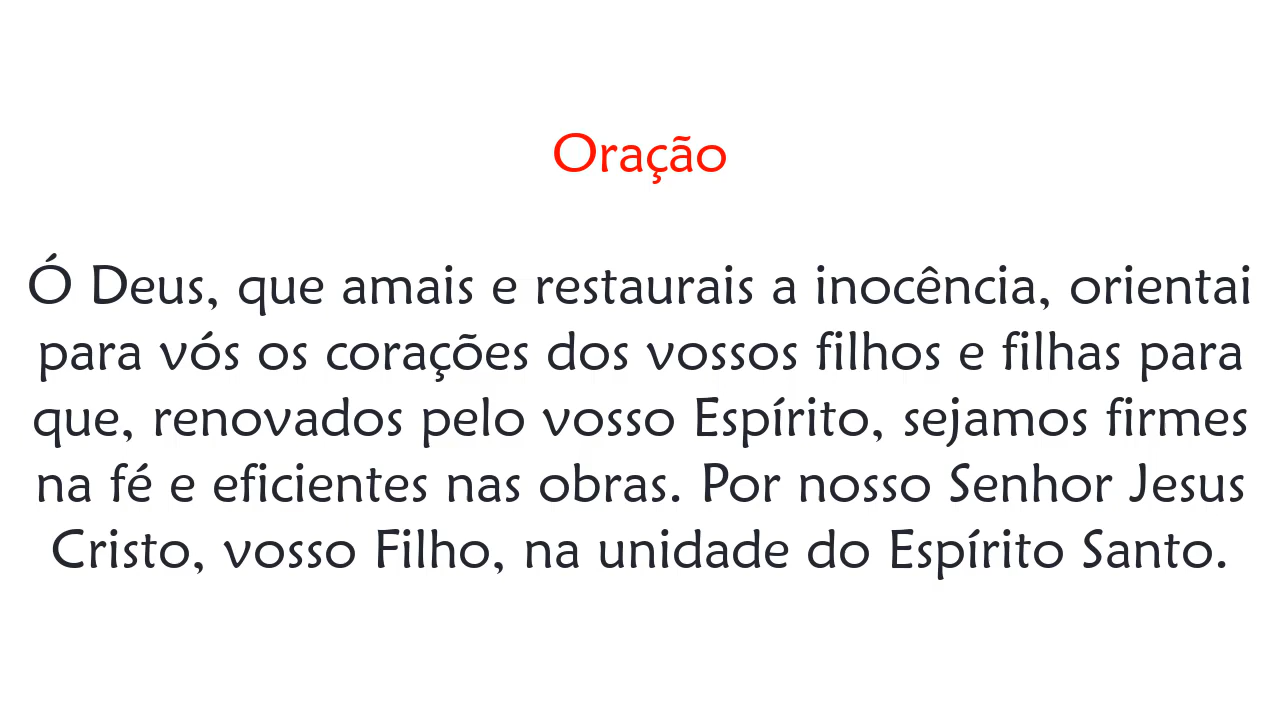 Oração
Ó Deus, que amais e restaurais a inocência, orientai
para vós os corações dos vossos filhos e filhas para
que, renovados pelo vosso Espírito, sejamos firmes
na fé e eficientes nas obras. Por nosso Senhor Jesus
Cristo, vosso Filho, na unidade do Espírito Santo.